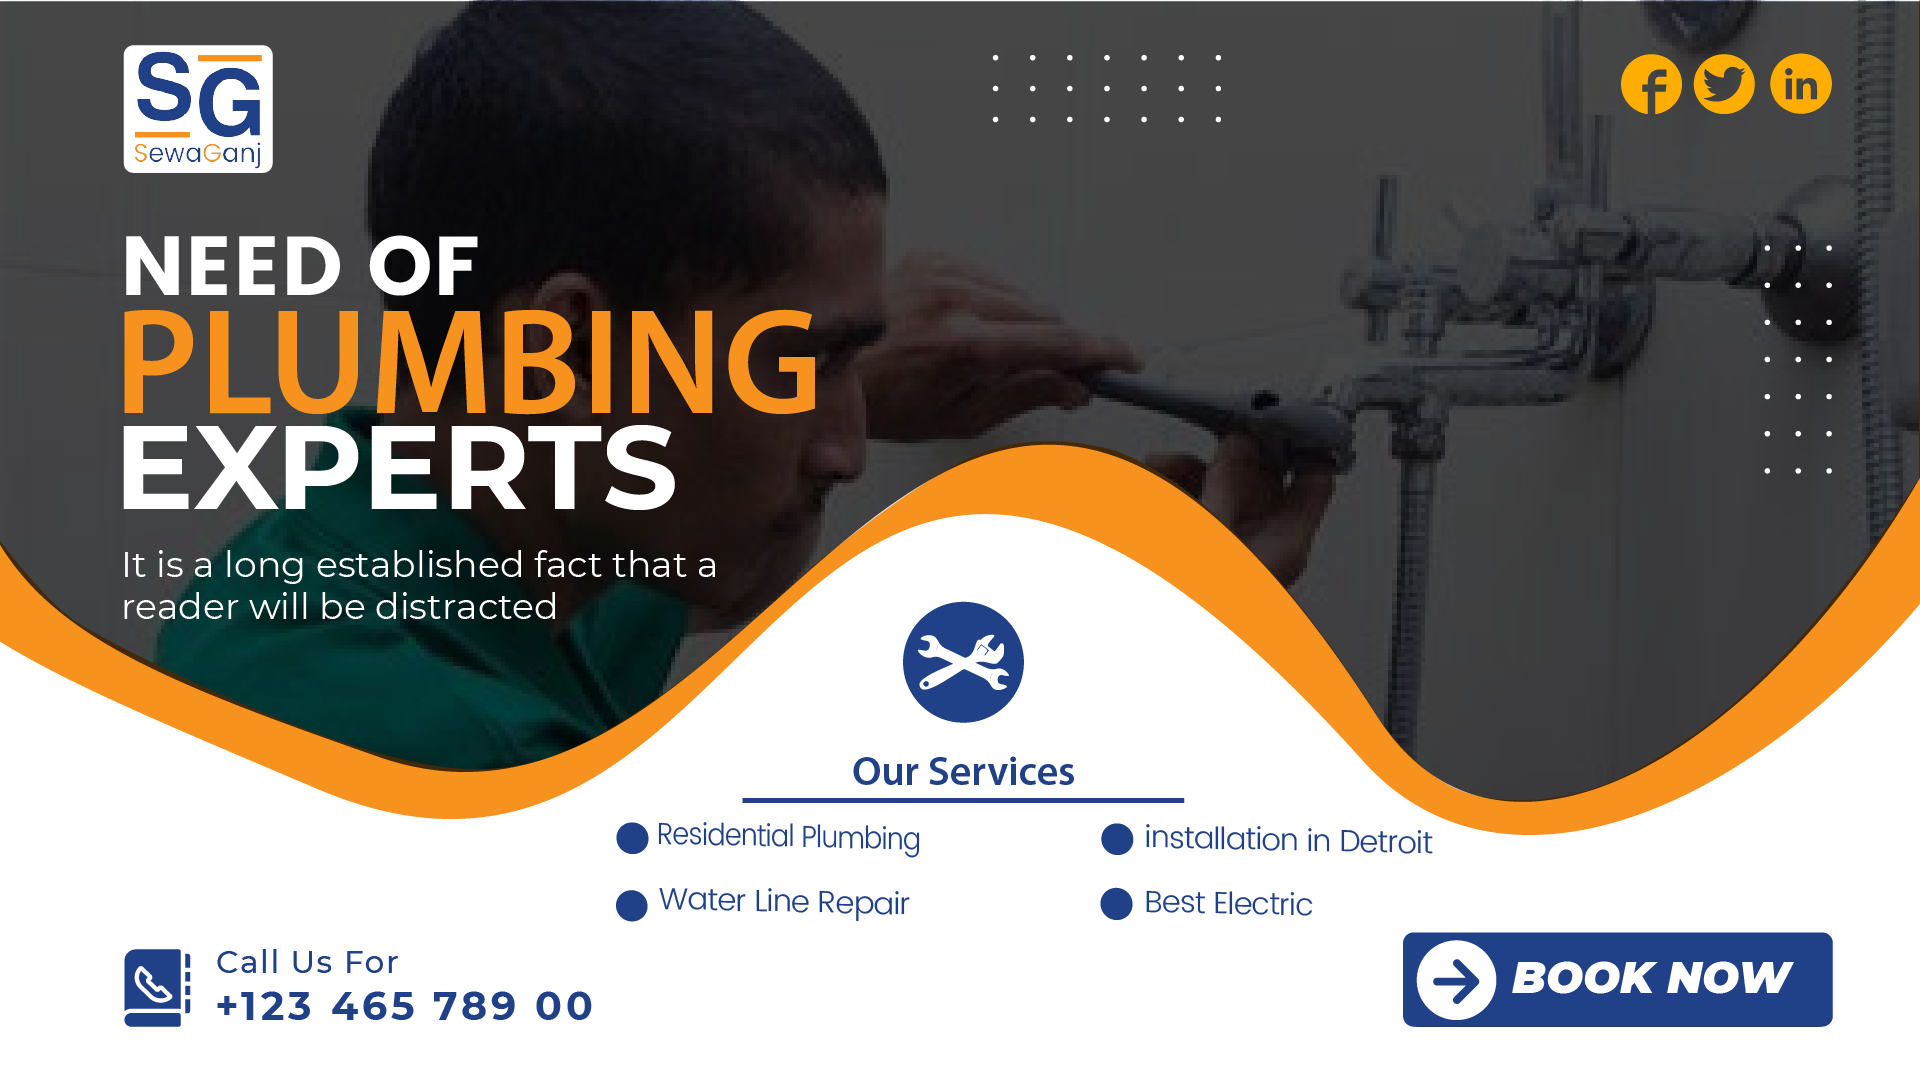 SG
SewaGanj
f in
NEED OF
PLUMBING
EXPERTS
It is a long established fact that a
reader will be distracted
Our Services
Residential Plumbing
installation in Detroit
Water Line Repair
Best Electric
Call Us For
+123 465 789 00
BOOK NOW